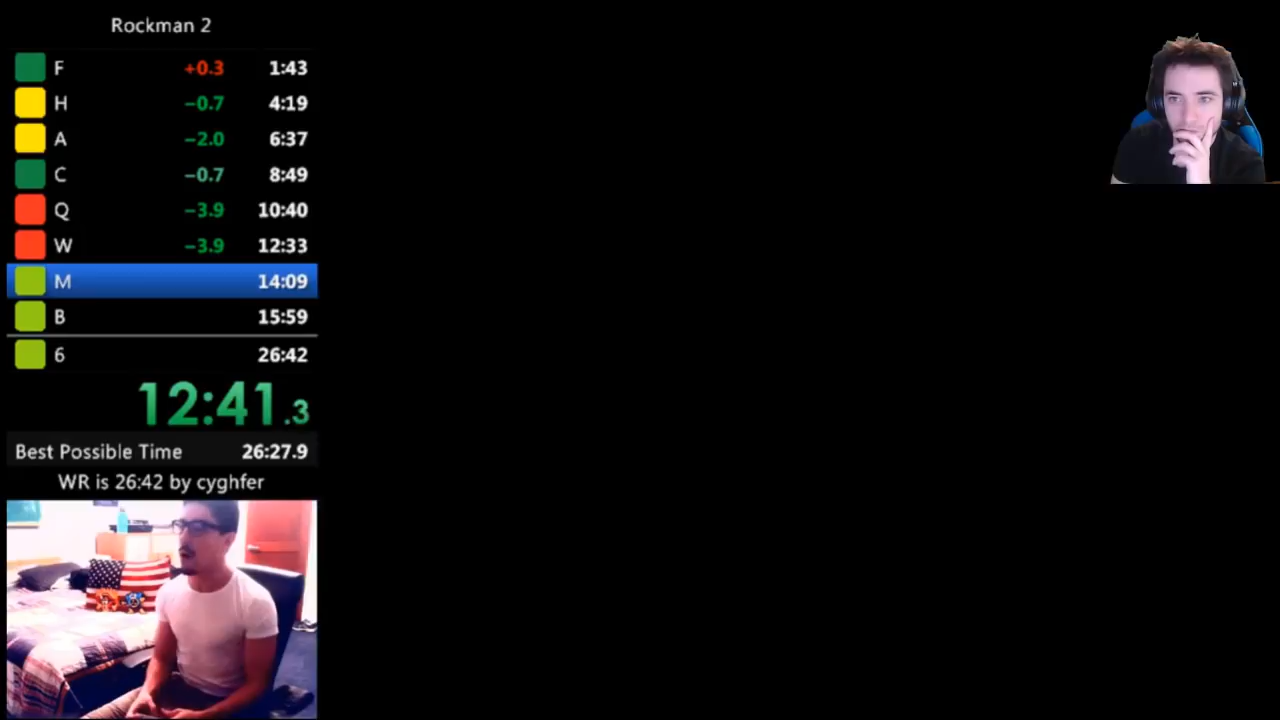 Rockman 2
F +0.3 1:43
H −0.7 4:19
A −2.0 6:37
C −0.7 8:49
Q −3.9 10:40
W −3.9 12:33
M 14:09
B 15:59
6 26:42
12:41.3
Best Possible Time 26:27.9
WR is 26:42 by cyghfer